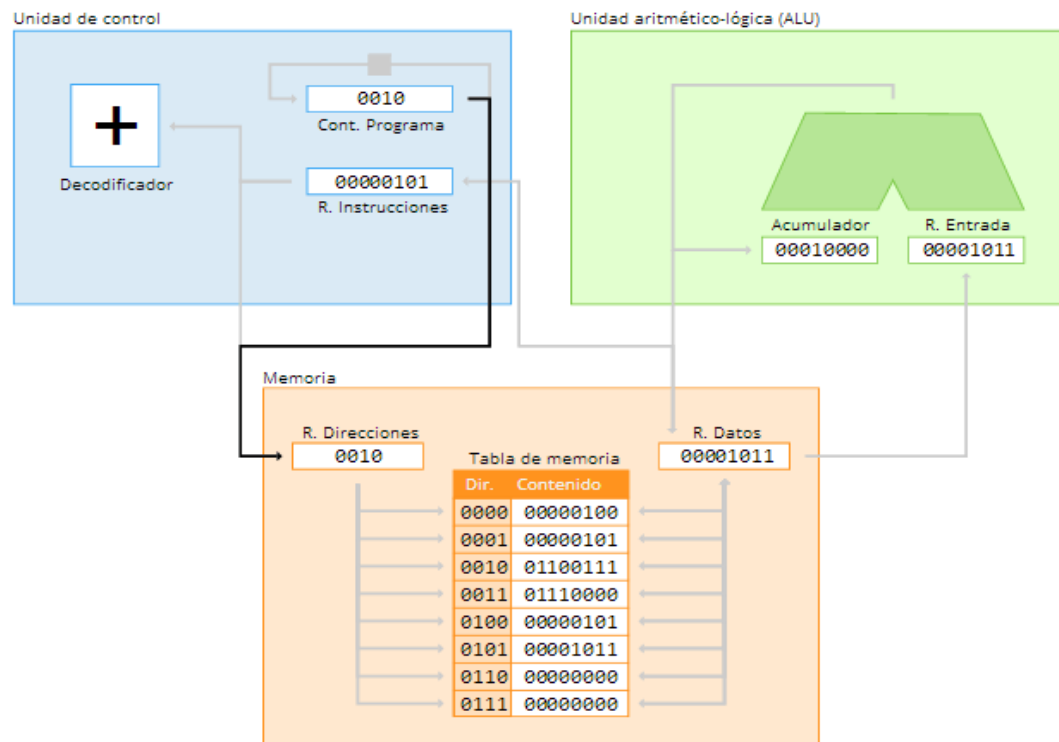 Unidad de control
0010
Cont. Programa
+
Decodificador
00000101
R. Instrucciones
Unidad aritmético-lógica (ALU)
Acumulador
00010000
R. Entrada
00001011
Memoria
R. Direcciones
0010
R. Datos
00001011
Tabla de memoria
Dir. Contenido
0000 00000100
0001 00000101
0010 01100111
0011 01110000
0100 00000101
0101 00001011
0110 00000000
0111 00000000